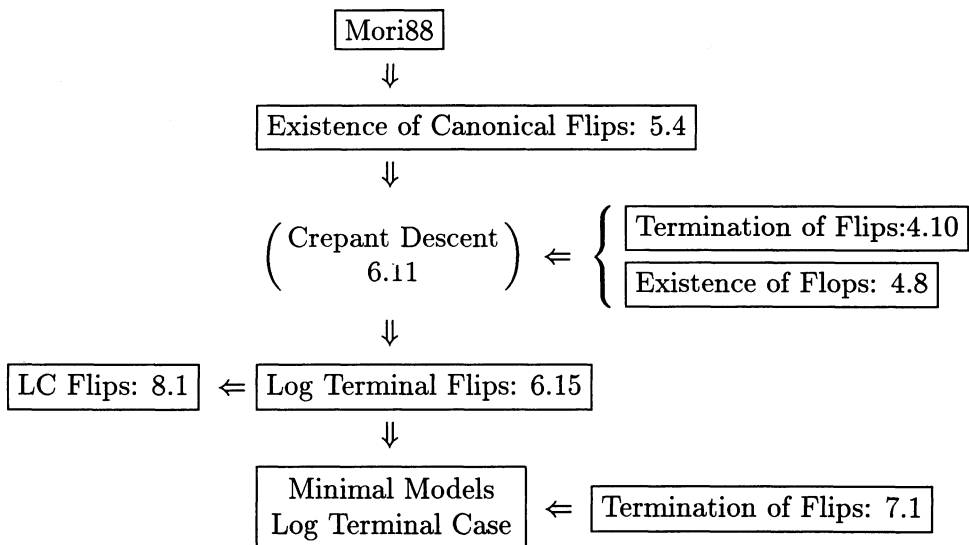 Mori88
⇓
Existence of Canonical Flips: 5.4
⇓
Crepant Descent
6.11
⇐
Termination of Flips:4.10
Existence of Flops: 4.8
⇓
LC Flips: 8.1 ⇐ Log Terminal Flips: 6.15
⇓
Minimal Models
Log Terminal Case
⇐ Termination of Flips: 7.1